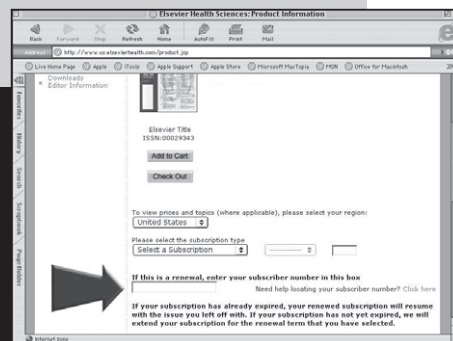 Elsevier Health Sciences: Product Information
Back Forward Stop Refresh Home AutoFill Print Mail
Address http://www.us.elsevierhealth.com/product.jsp
Live Home Page Apple iTools Apple Support Apple Store Microsoft MacTopia MSN Office for Macintosh
Favorites
History
Search
Scrapbook
Page Holder
Downloads
Editor Information
Elsevier Title
ISSN:00029343
Add to Cart
Check Out
To view prices and topics (where applicable), please select your region:
United States
Please select the subscription type
Select a Subscription
If this is a renewal, enter your subscriber number in this box
Need help locating your subscriber number? Click here
If your subscription has already expired, your renewed subscription will resume
with the issue you left off with. If your subscription has not yet expired, we will
extend your subscription for the renewal term that you have selected.
Internet zone